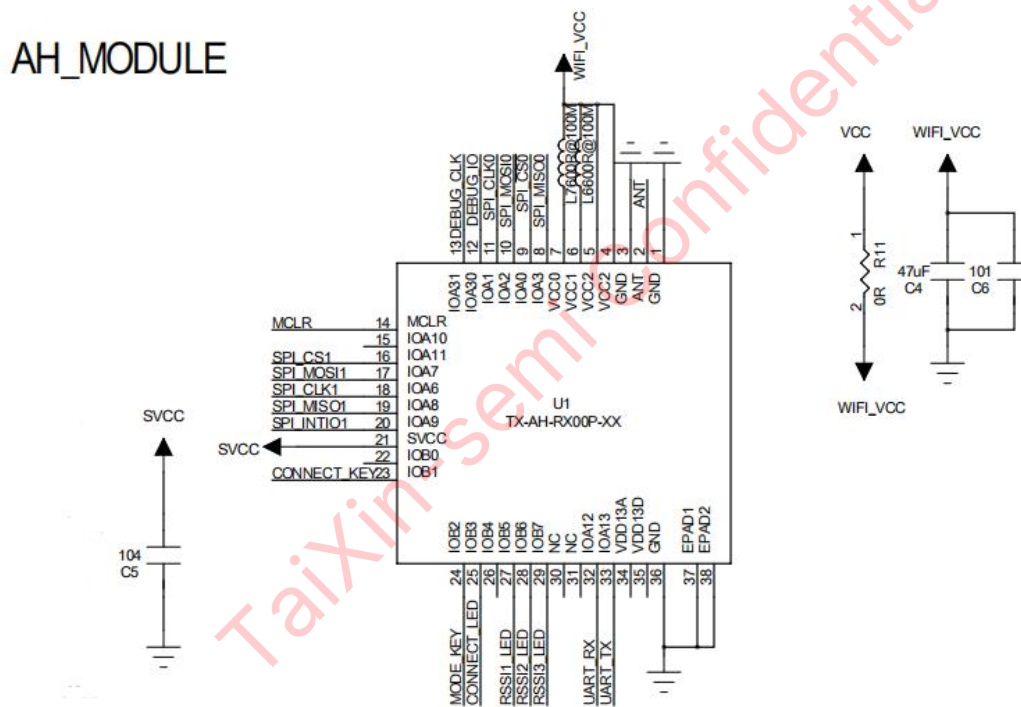 AH_MODULE
WIFI_VCC
L7600R@100M
L6600R@100M
13 DEBUG_CLK
12 DEBUG_IO
11 SPI_CLK0
10 SPI_MOSI0
9 SPI_CS0
8 SPI_MISO0
7
6
5
4
3
2 ANT
1
IOA31
IOA30
IOA1
IOA2
IOA0
IOA3
VCC0
VCC1
VCC2
VCC2
GND
ANT
GND
MCLR 14 MCLR
15 IOA10
SPI_CS1 16 IOA11
SPI_MOSI1 17 IOA7
SPI_CLK1 18 IOA6
SPI_MISO1 19 IOA8
SPI_INTIO1 20 IOA9
SVCC 21 SVCC
22 IOB0
CONNECT_KEY 23 IOB1
U1
TX-AH-RX00P-XX
IOB2
IOB3
IOB4
IOB5
IOB6
IOB7
NC
NC
IOA12
IOA13
VDD13A
VDD13D
GND
EPAD1
EPAD2
24
25
26
27
28
29
30
31
32
33
34
35
36
37
38
MODE_KEY
CONNECT_LED
RSSI1_LED
RSSI2_LED
RSSI3_LED
UART_RX
UART_TX
SVCC
104
C5
VCC
1
R11
0R
2
WIFI_VCC
WIFI_VCC
47uF
C4
101
C6
TaiXin-semi Confidential